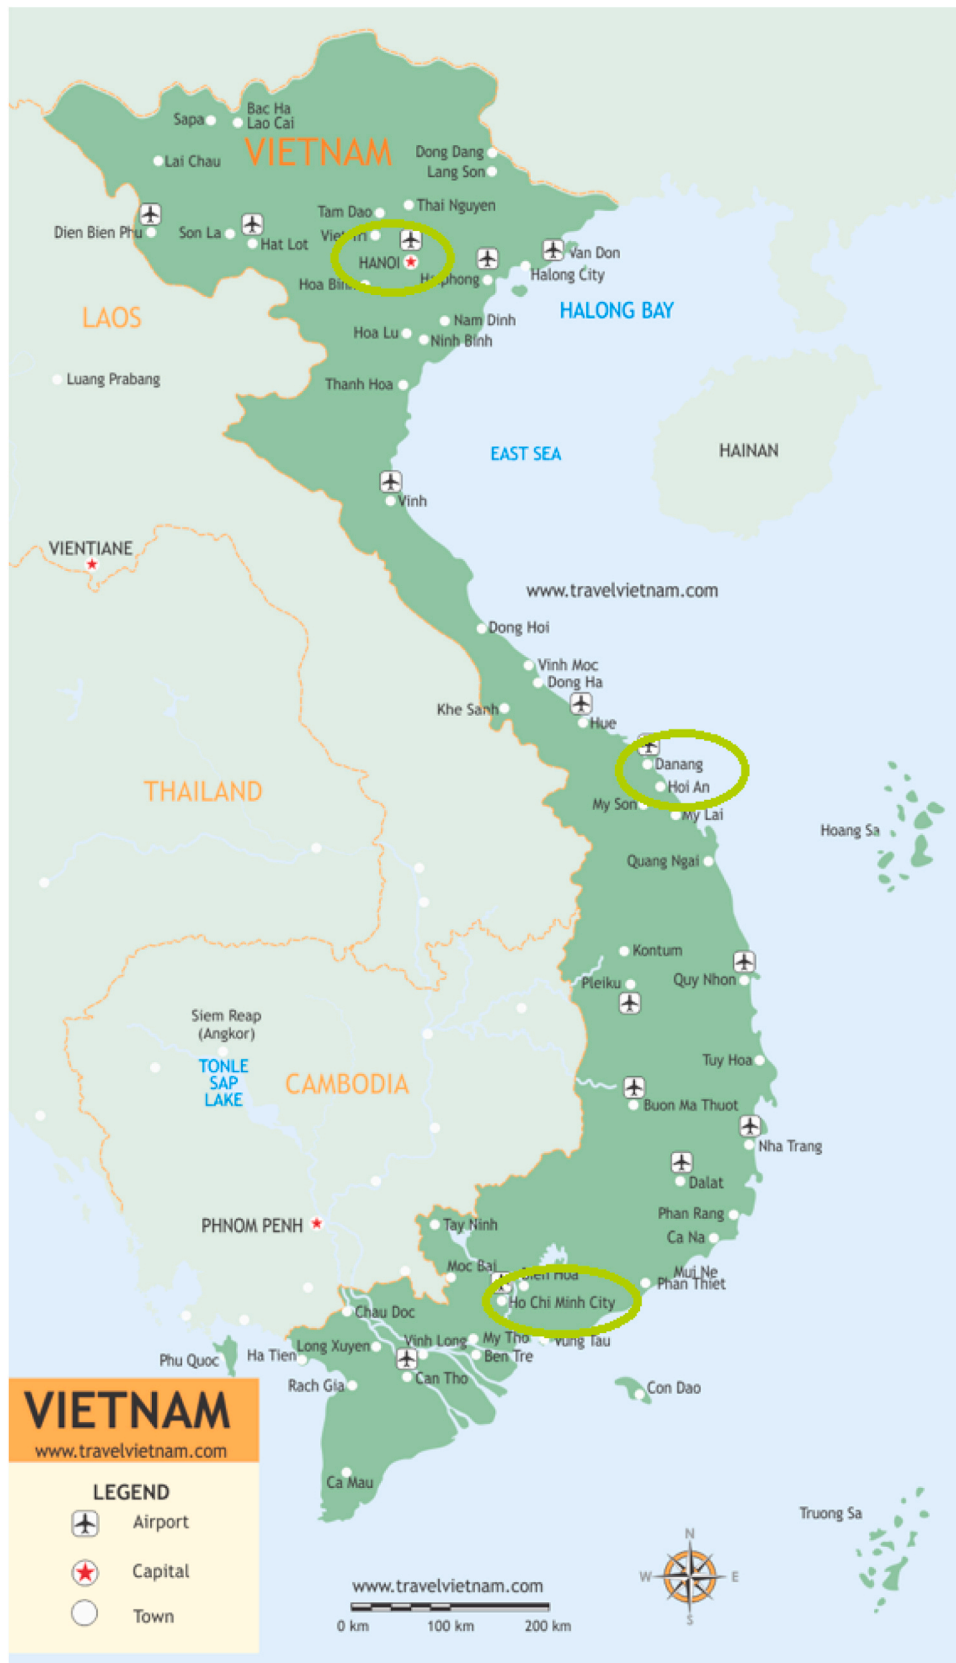 Bac Ha
Sapa
Lao Cai
VIETNAM
Dong Dang
Lai Chau
Lang Son
Thai Nguyen
Tam Dao
Dien Bien Phu
Son La
Viet Tri
Hat Lot
Van Don
HANOI
Halong City
Hoa Binh
Haiphong
HALONG BAY
LAOS
Nam Dinh
Hoa Lu
Ninh Binh
Luang Prabang
Thanh Hoa
HAINAN
EAST SEA
Vinh
VIENTIANE
www.travelvietnam.com
Dong Hoi
Vinh Moc
Dong Ha
Khe Sanh
Hue
Danang
THAILAND
Hoi An
My Son
My Lai
Hoang Sa
Quang Ngai
Kontum
Pleiku
Quy Nhon
Siem Reap
(Angkor)
TONLE
SAP
LAKE
Tuy Hoa
CAMBODIA
Buon Ma Thuot
Nha Trang
Dalat
Phan Rang
PHNOM PENH
Tay Ninh
Ca Na
Moc Bai
Bien Hoa
Mui Ne
Phan Thiet
Ho Chi Minh City
Chau Doc
Vinh Long
My Tho
Vung Tau
Long Xuyen
Ha Tien
Ben Tre
Phu Quoc
Can Tho
Rach Gia
Con Dao
VIETNAM
www.travelvietnam.com
Ca Mau
LEGEND
Airport
Capital
Town
Truong Sa
N
W
E
S
www.travelvietnam.com
0 km
100 km
200 km